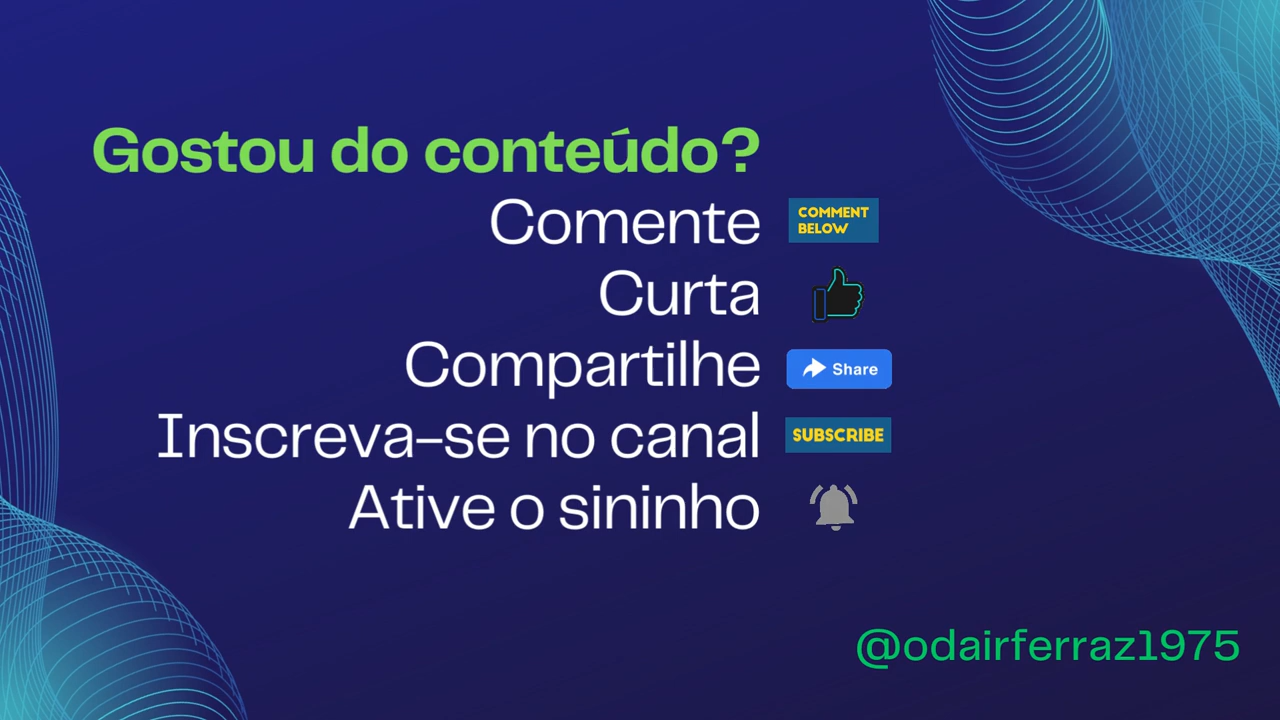 Gostou do conteúdo?
Comente
COMMENT
BELOW
Curta
Compartilhe
Share
Inscreva-se no canal
SUBSCRIBE
Ative o sininho
@odairferraz1975